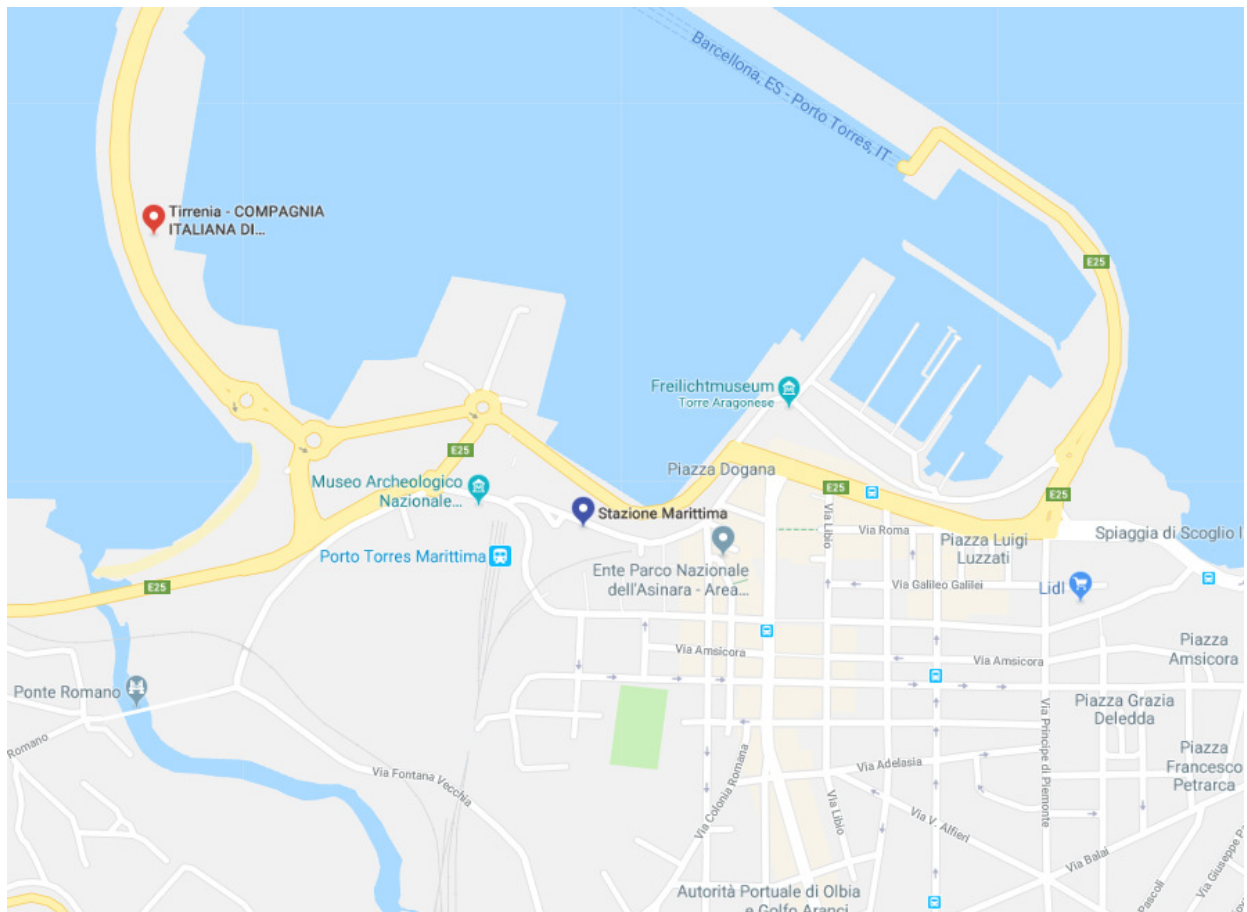 Barcellona, ES - Porto Torres, IT
Tirrenia - COMPAGNIA
ITALIANA DI...
E25
Freilichtmuseum
Torre Aragonese
E25
Museo Archeologico
Nazionale...
Piazza Dogana
E25
E25
Stazione Marittima
Via Libio
Via Roma
Piazza Luigi
Luzzati
Spiaggia di Scoglio l
Porto Torres Marittima
Ente Parco Nazionale
dell'Asinara - Area...
Via Galileo Galilei
Lidl
E25
Via Amsicora
Via Amsicora
Piazza
Amsicora
Ponte Romano
Piazza Grazia
Deledda
Romano
Via Principe di Piemonte
Piazza
Francesco
Petrarca
Via Fontana Vecchia
Via Colonia Romana
Via Adelasia
Via Libio
Via V. Alfieri
Via Balai
Pascoli
Via Giuseppe
Autorità Portuale di Olbia
e Golfo Aranci